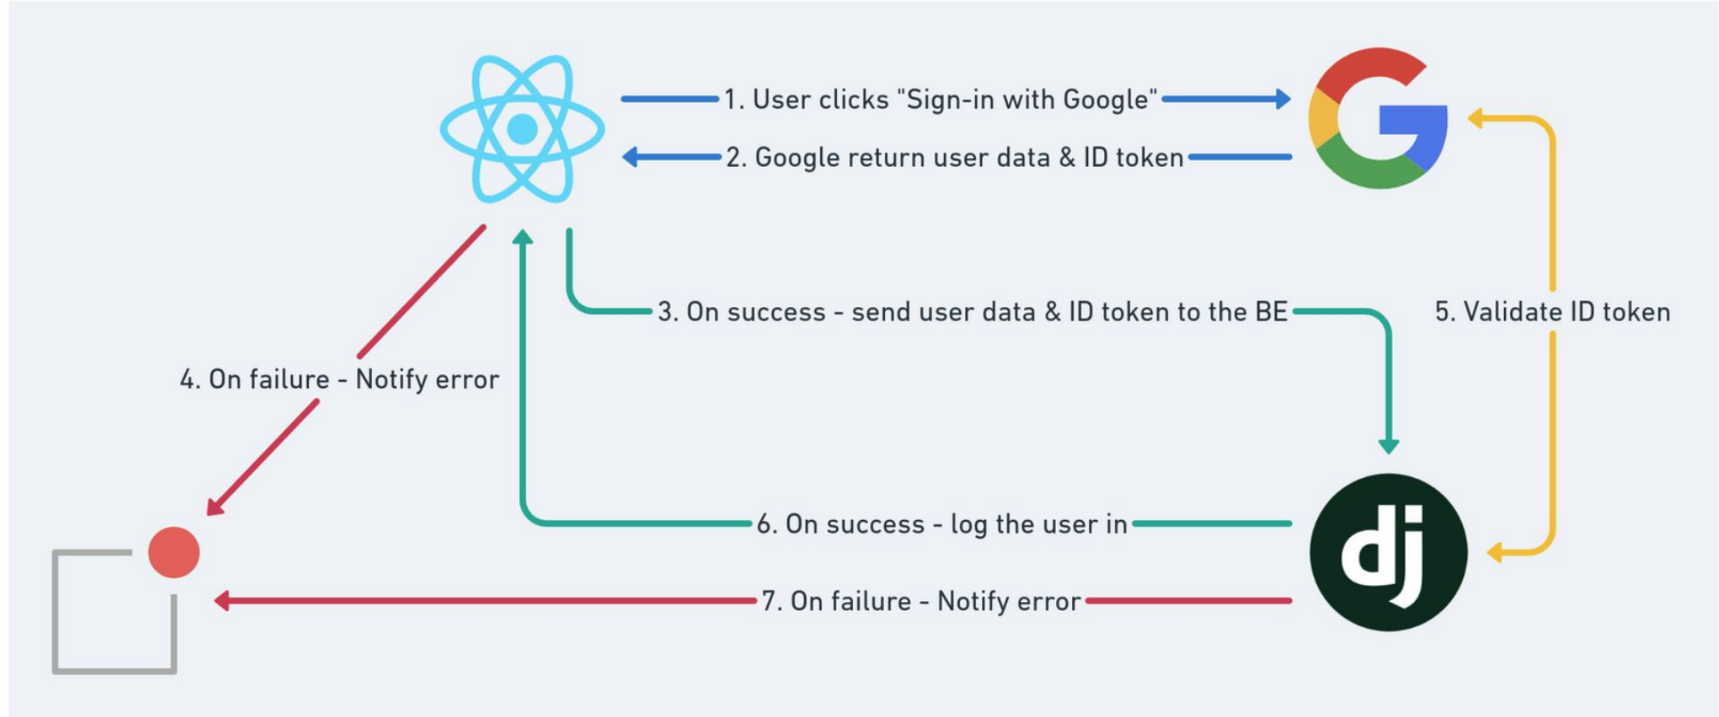 1. User clicks "Sign-in with Google"
2. Google return user data & ID token
3. On success - send user data & ID token to the BE
5. Validate ID token
4. On failure - Notify error
6. On success - log the user in
dj
7. On failure - Notify error